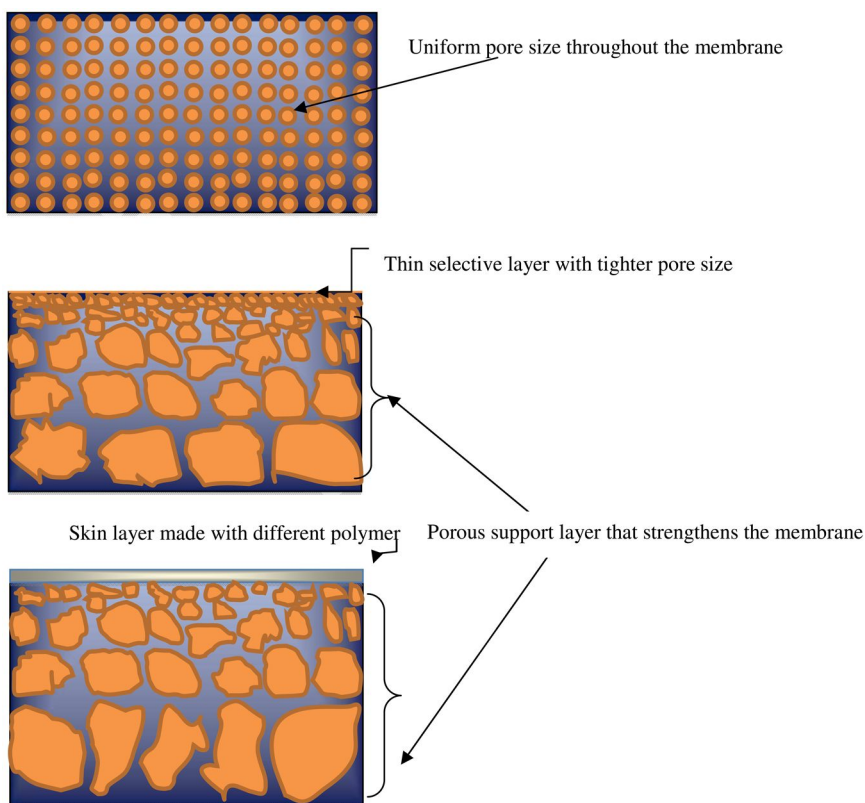 Uniform pore size throughout the membrane
Thin selective layer with tighter pore size
Skin layer made with different polymer
Porous support layer that strengthens the membrane